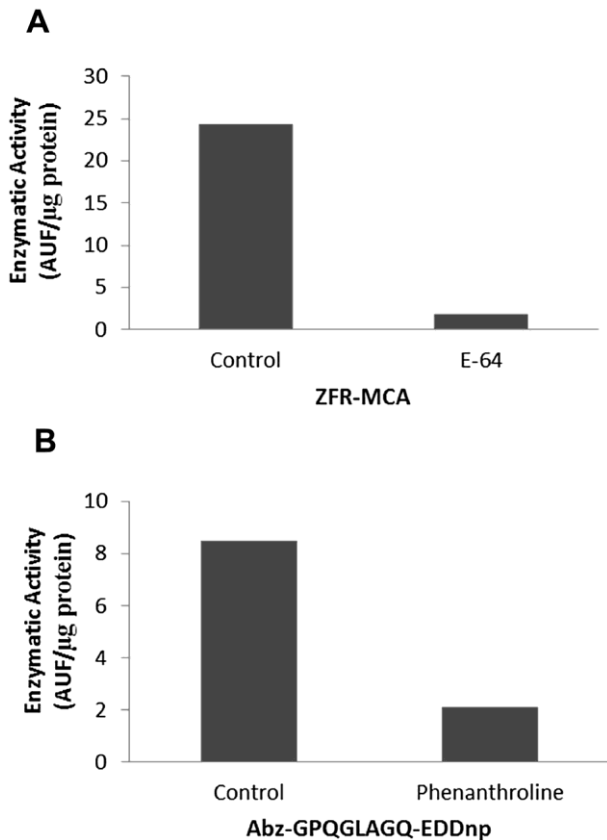 A
Enzymatic Activity
(AUF/µg protein)
30
25
20
15
10
5
0
Control
E-64
ZFR-MCA
B
Enzymatic Activity
(AUF/µg protein)
10
8
6
4
2
0
Control
Phenanthroline
Abz-GPQGLAGQ-EDDnp